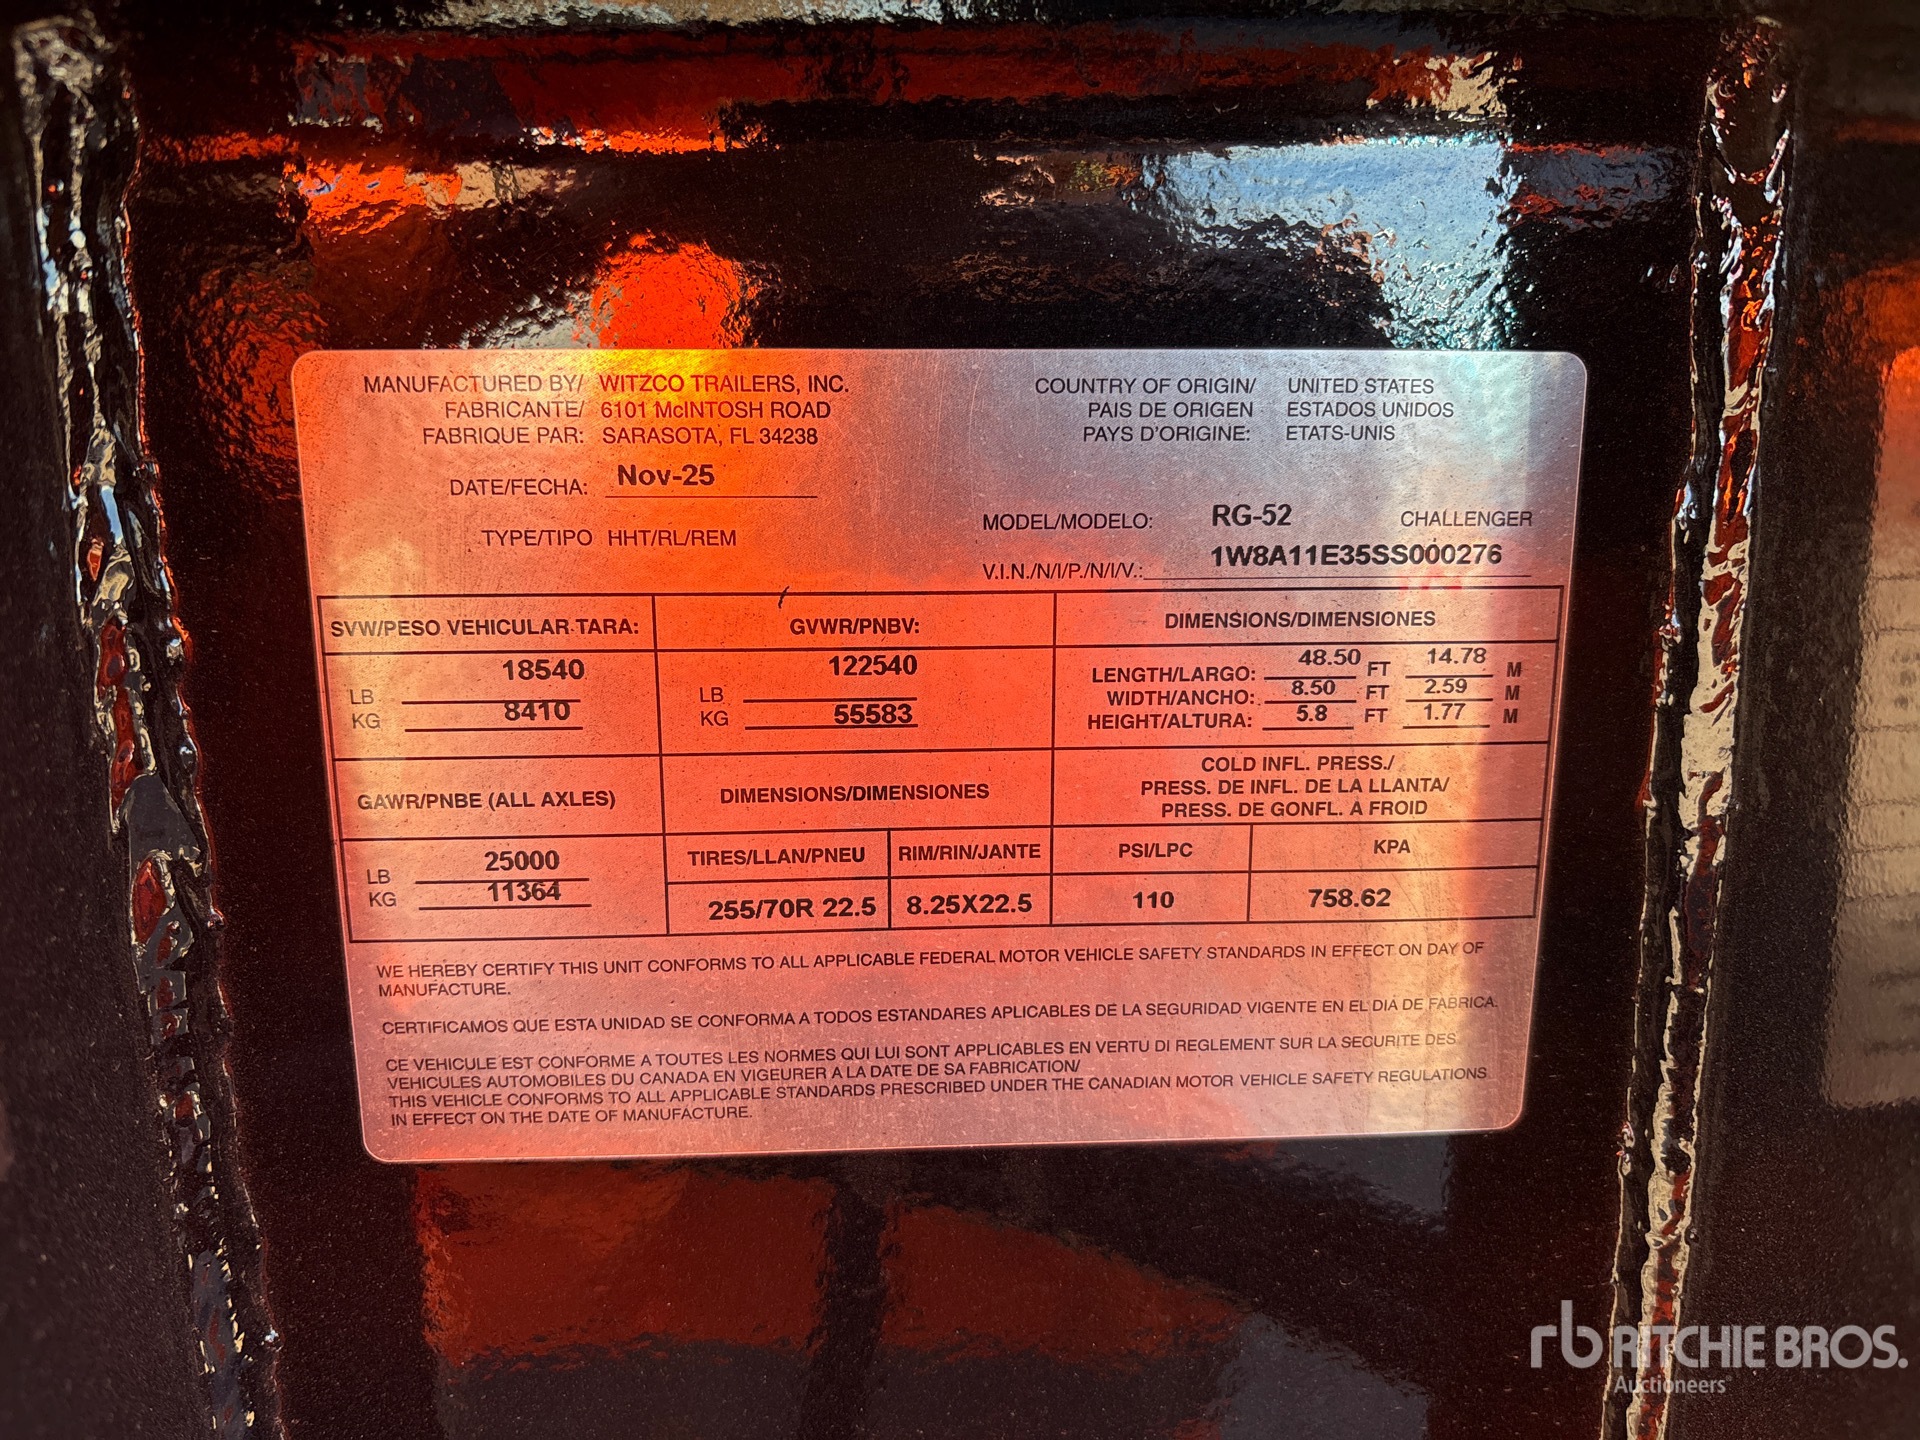 MANUFACTURED BY/ WITZCO TRAILERS, INC.
FABRICANTE/ 6101 McINTOSH ROAD
FABRIQUE PAR: SARASOTA, FL 34238
COUNTRY OF ORIGIN/ UNITED STATES
PAIS DE ORIGEN ESTADOS UNIDOS
PAYS D'ORIGINE: ETATS-UNIS
DATE/FECHA: Nov-25
TYPE/TIPO HHT/RL/REM
MODEL/MODELO: RG-52 CHALLENGER
V.I.N./N/I/P./N/I/V.: 1W8A11E35SS000276
SVW/PESO VEHICULAR TARA: GVWR/PNBV: DIMENSIONS/DIMENSIONES
LB 18540
KG 8410
LB 122540
KG 55583
LENGTH/LARGO: 48.50 FT 14.78 M
WIDTH/ANCHO: 8.50 FT 2.59 M
HEIGHT/ALTURA: 5.8 FT 1.77 M
GAWR/PNBE (ALL AXLES)
DIMENSIONS/DIMENSIONES
COLD INFL. PRESS./
PRESS. DE INFL. DE LA LLANTA/
PRESS. DE GONFL. À FROID
LB 25000
KG 11364
TIRES/LLAN/PNEU RIM/RIN/JANTE PSI/LPC KPA
255/70R 22.5 8.25X22.5 110 758.62
WE HEREBY CERTIFY THIS UNIT CONFORMS TO ALL APPLICABLE FEDERAL MOTOR VEHICLE SAFETY STANDARDS IN EFFECT ON DAY OF
MANUFACTURE.
CERTIFICAMOS QUE ESTA UNIDAD SE CONFORMA A TODOS ESTANDARES APLICABLES DE LA SEGURIDAD VIGENTE EN EL DIÁ DE FABRICA.
CE VEHICULE EST CONFORME A TOUTES LES NORMES QUI LUI SONT APPLICABLES EN VERTU DI REGLEMENT SUR LA SECURITE DES
VEHICULES AUTOMOBILES DU CANADA EN VIGEURER A LA DATE DE SA FABRICATION/
THIS VEHICLE CONFORMS TO ALL APPLICABLE STANDARDS PRESCRIBED UNDER THE CANADIAN MOTOR VEHICLE SAFETY REGULATIONS
IN EFFECT ON THE DATE OF MANUFACTURE.
rb RITCHIE BROS.
Auctioneers